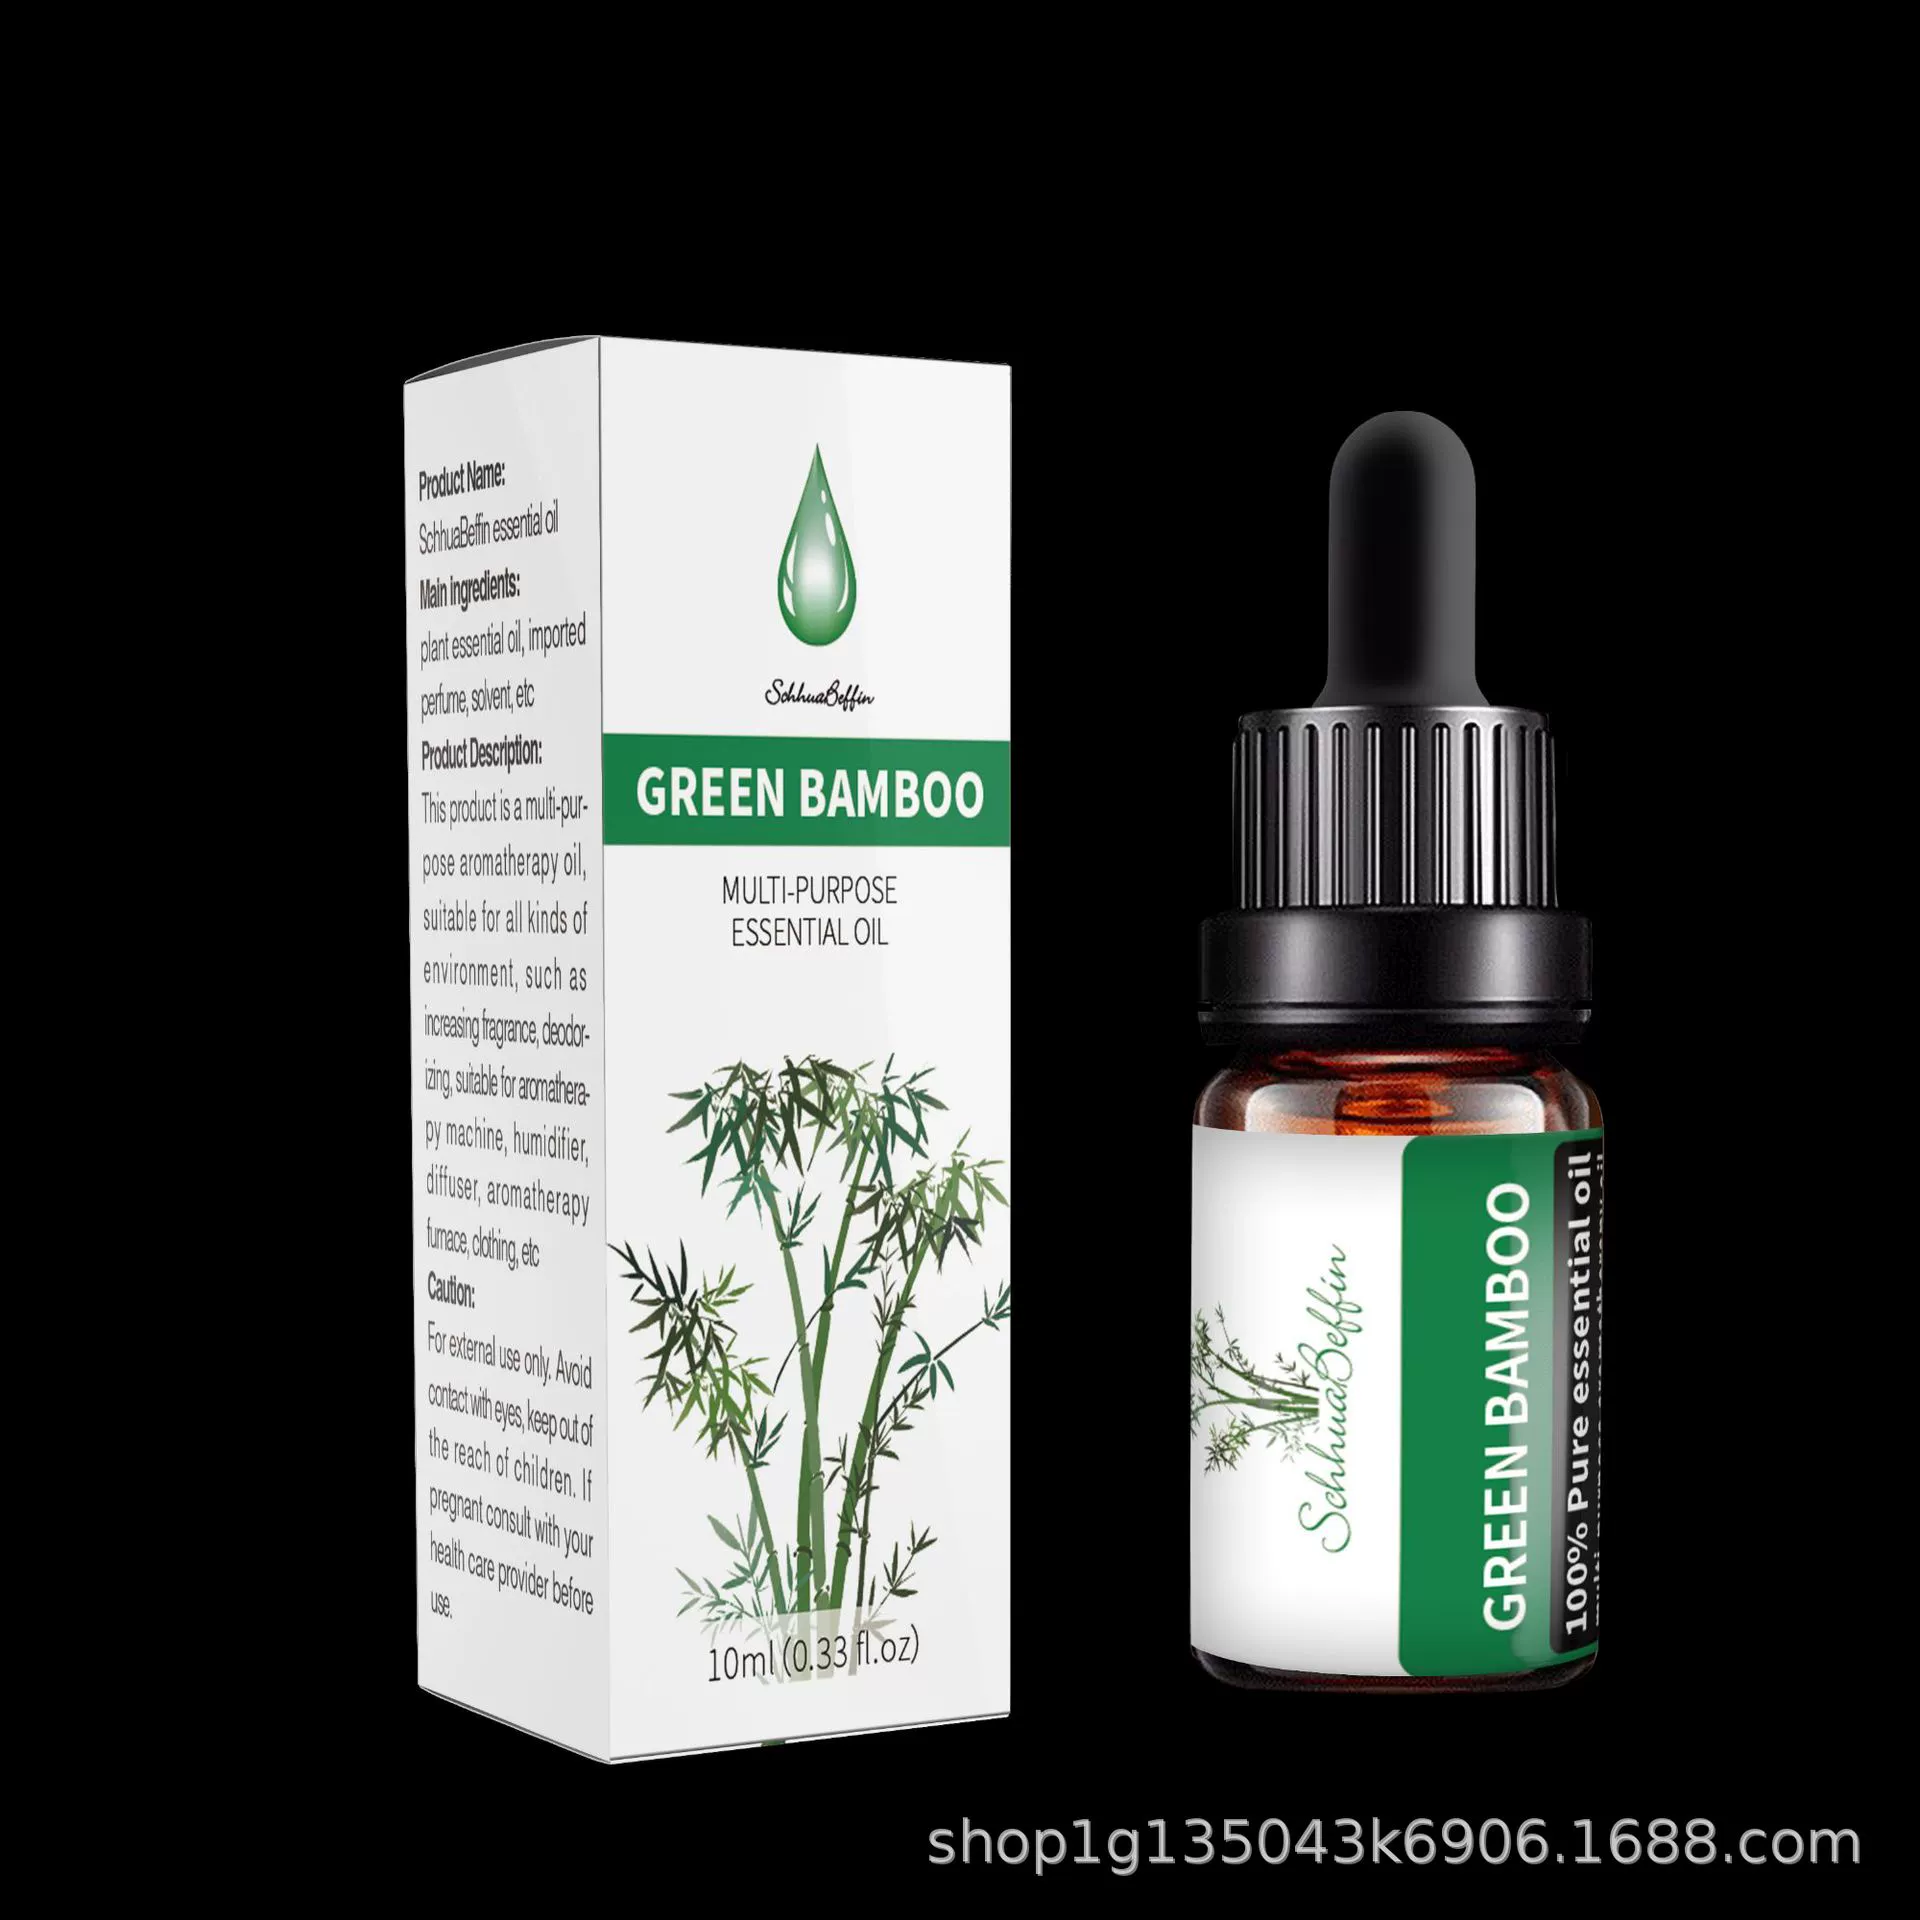 Product Name:
SchhuaBeffin essential oil
Main ingredients:
plant essential oil, imported
perfume, solvent, etc
Product Description:
This product is a multi-pur-
pose aromatherapy oil,
suitable for all kinds of
environment, such as
increasing fragrance, deodor-
izing, suitable for aromathera-
py machine, humidifier,
diffuser, aromatherapy
furnace, clothing, etc
Caution:
For external use only. Avoid
contact with eyes, keep out of
the reach of children. If
pregnant consult with your
health care provider before
use.
SchhuaBeffin
GREEN BAMBOO
MULTI-PURPOSE
ESSENTIAL OIL
10ml (0.33 fl.oz)
SchhuaBeffin
GREEN BAMBOO
100% Pure essential oil
shop1g135043k6906.1688.com